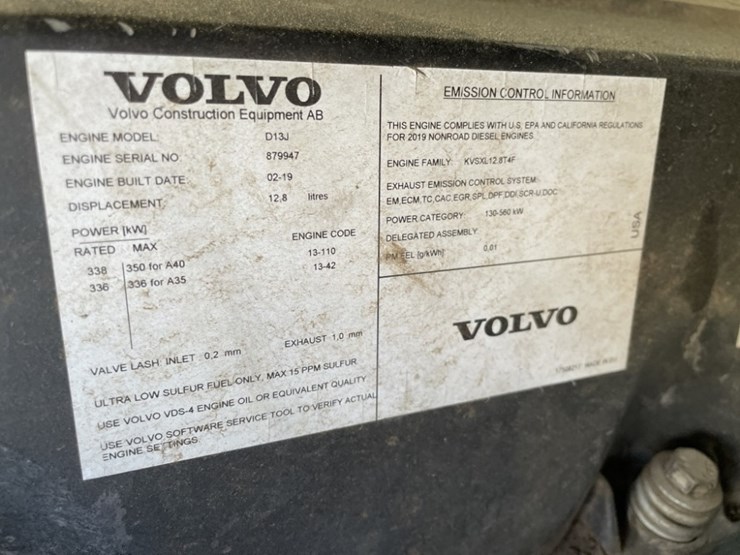 VOLVO
Volvo Construction Equipment AB
ENGINE MODEL: D13J
ENGINE SERIAL NO 879947
ENGINE BUILT DATE: 02-19
DISPLACEMENT: 12,8 litres
POWER [kW] ENGINE CODE
RATED MAX
338 350 for A40 13-110
336 336 for A35 13-42
VALVE LASH INLET 0,2 mm EXHAUST 1,0 mm
ULTRA LOW SULFUR FUEL ONLY, MAX 15 PPM SULFUR
USE VOLVO VDS-4 ENGINE OIL OR EQUIVALENT QUALITY
USE VOLVO SOFTWARE SERVICE TOOL TO VERIFY ACTUAL
ENGINE SETTINGS
EMISSION CONTROL INFORMATION
THIS ENGINE COMPLIES WITH U.S. EPA AND CALIFORNIA REGULATIONS
FOR 2019 NONROAD DIESEL ENGINES
ENGINE FAMILY: KVSXL12.8T4F
EXHAUST EMISSION CONTROL SYSTEM:
EM,ECM,TC,CAC,EGR,SPL,DPF,DDI,SCR-U,DOC
POWER CATEGORY 130-560 kW
DELEGATED ASSEMBLY
PM FEL [g/kWh]: 0,01
USA
VOLVO